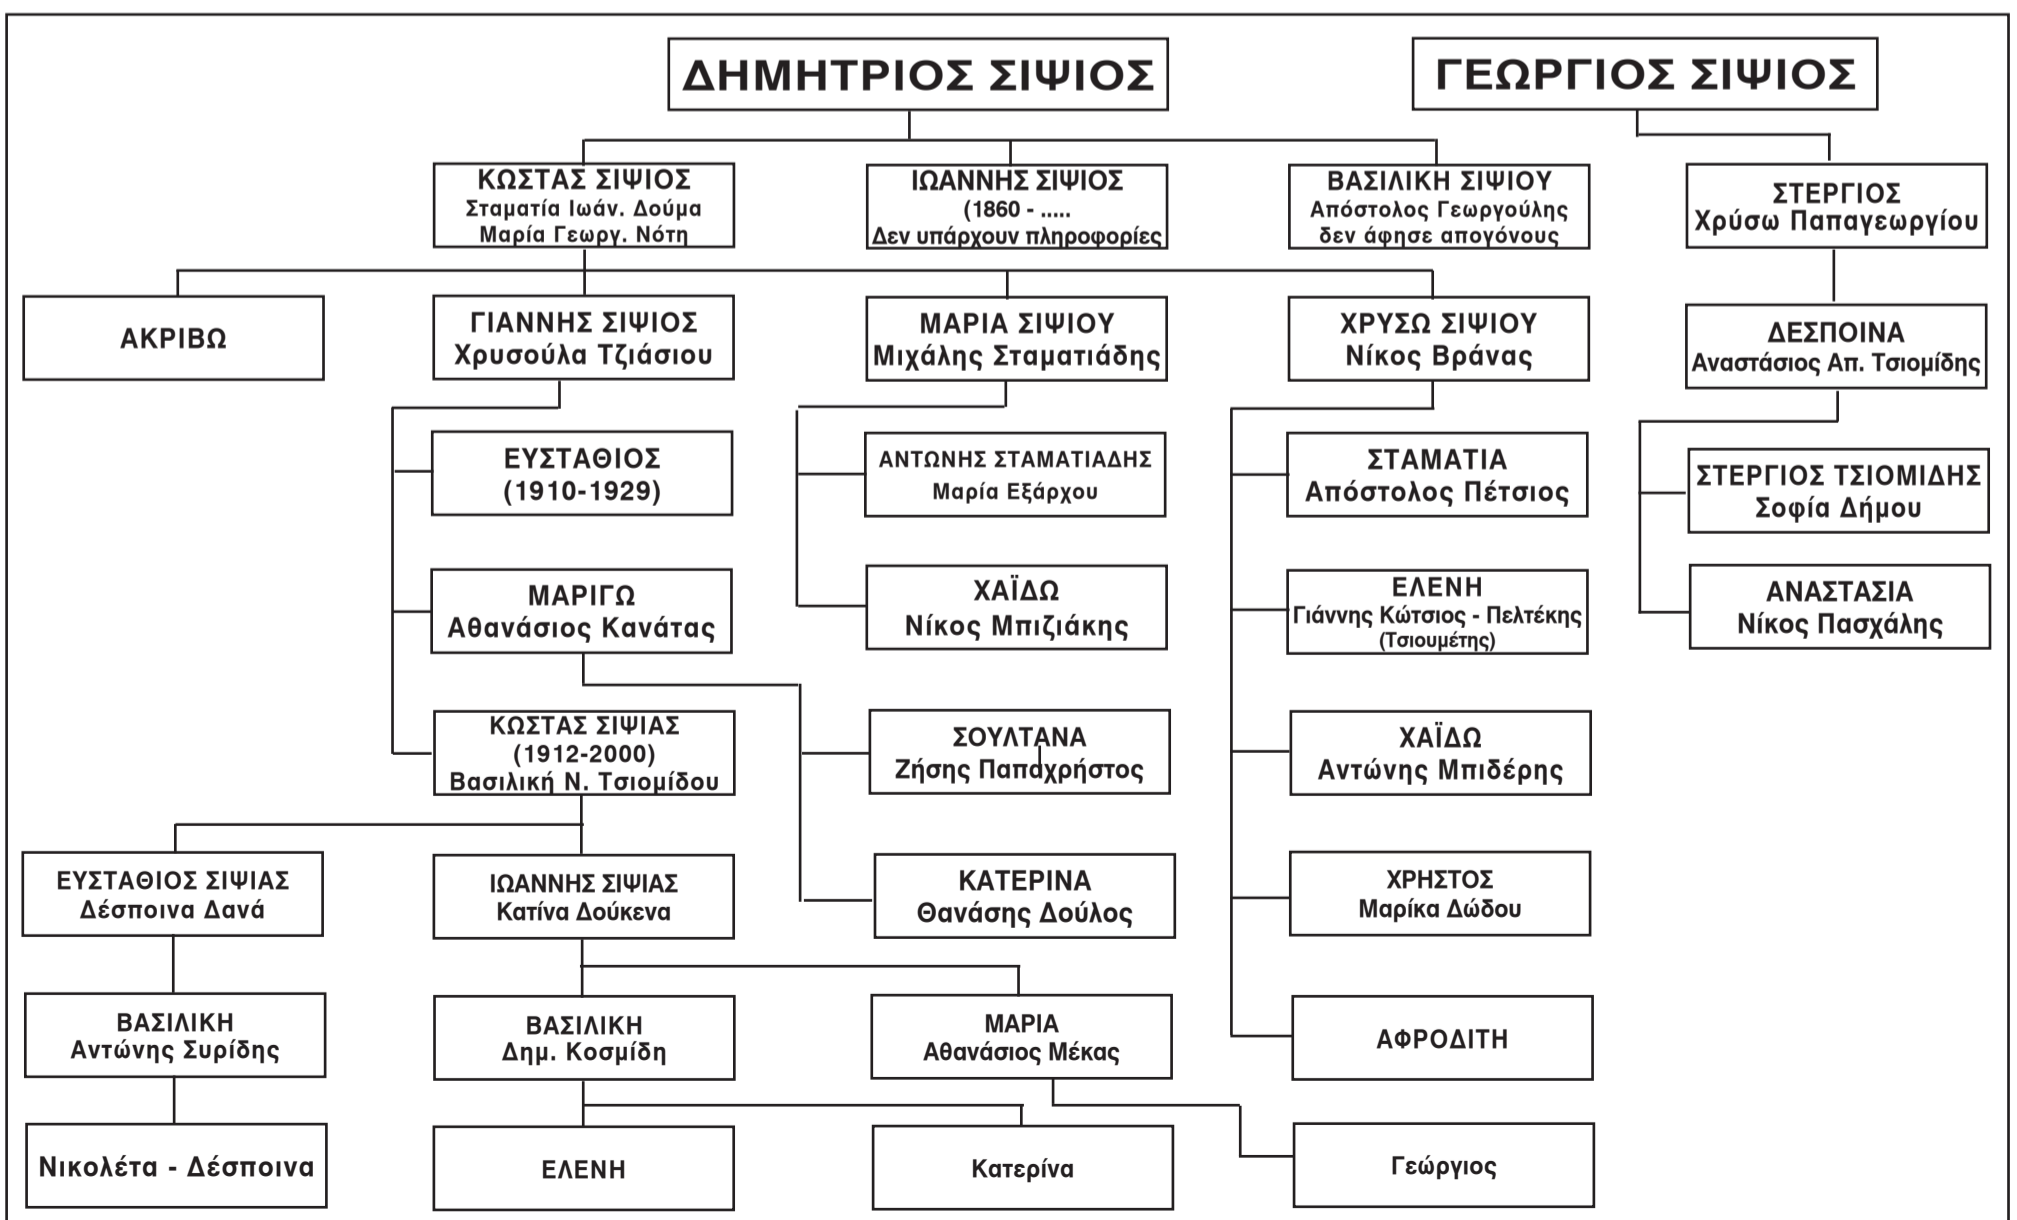 ΔΗΜΗΤΡΙΟΣ ΣΙΨΙΟΣ
ΓΕΩΡΓΙΟΣ ΣΙΨΙΟΣ
ΚΩΣΤΑΣ ΣΙΨΙΟΣ
Σταματία Ιωάν. Δούμα
Μαρία Γεωργ. Νότη
ΙΩΑΝΝΗΣ ΣΙΨΙΟΣ
(1860 - .....
Δεν υπάρχουν πληροφορίες
ΒΑΣΙΛΙΚΗ ΣΙΨΙΟΥ
Απόστολος Γεωργούλης
δεν άφησε απογόνους
ΣΤΕΡΓΙΟΣ
Χρύσω Παπαγεωργίου
ΑΚΡΙΒΩ
ΓΙΑΝΝΗΣ ΣΙΨΙΟΣ
Χρυσούλα Τζιάσιου
ΜΑΡΙΑ ΣΙΨΙΟΥ
Μιχάλης Σταματιάδης
ΧΡΥΣΩ ΣΙΨΙΟΥ
Νίκος Βράνας
ΔΕΣΠΟΙΝΑ
Αναστάσιος Απ. Τσιομίδης
ΕΥΣΤΑΘΙΟΣ
(1910-1929)
ΑΝΤΩΝΗΣ ΣΤΑΜΑΤΙΑΔΗΣ
Μαρία Εξάρχου
ΣΤΑΜΑΤΙΑ
Απόστολος Πέτσιος
ΣΤΕΡΓΙΟΣ ΤΣΙΟΜΙΔΗΣ
Σοφία Δήμου
ΜΑΡΙΓΩ
Αθανάσιος Κανάτας
ΧΑΪΔΩ
Νίκος Μπιζιάκης
ΕΛΕΝΗ
Γιάννης Κώτσιος - Πελτέκης
(Τσιουμέτης)
ΑΝΑΣΤΑΣΙΑ
Νίκος Πασχάλης
ΚΩΣΤΑΣ ΣΙΨΙΑΣ
(1912-2000)
Βασιλική Ν. Τσιομίδου
ΣΟΥΛΤΑΝΑ
Ζήσης Παπαχρήστος
ΧΑΪΔΩ
Αντώνης Μπιδέρης
ΕΥΣΤΑΘΙΟΣ ΣΙΨΙΑΣ
Δέσποινα Δανά
ΙΩΑΝΝΗΣ ΣΙΨΙΑΣ
Κατίνα Δούκενα
ΚΑΤΕΡΙΝΑ
Θανάσης Δούλος
ΧΡΗΣΤΟΣ
Μαρίκα Δώδου
ΒΑΣΙΛΙΚΗ
Αντώνης Συρίδης
ΒΑΣΙΛΙΚΗ
Δημ. Κοσμίδη
ΜΑΡΙΑ
Αθανάσιος Μέκας
ΑΦΡΟΔΙΤΗ
Νικολέτα - Δέσποινα
ΕΛΕΝΗ
Κατερίνα
Γεώργιος